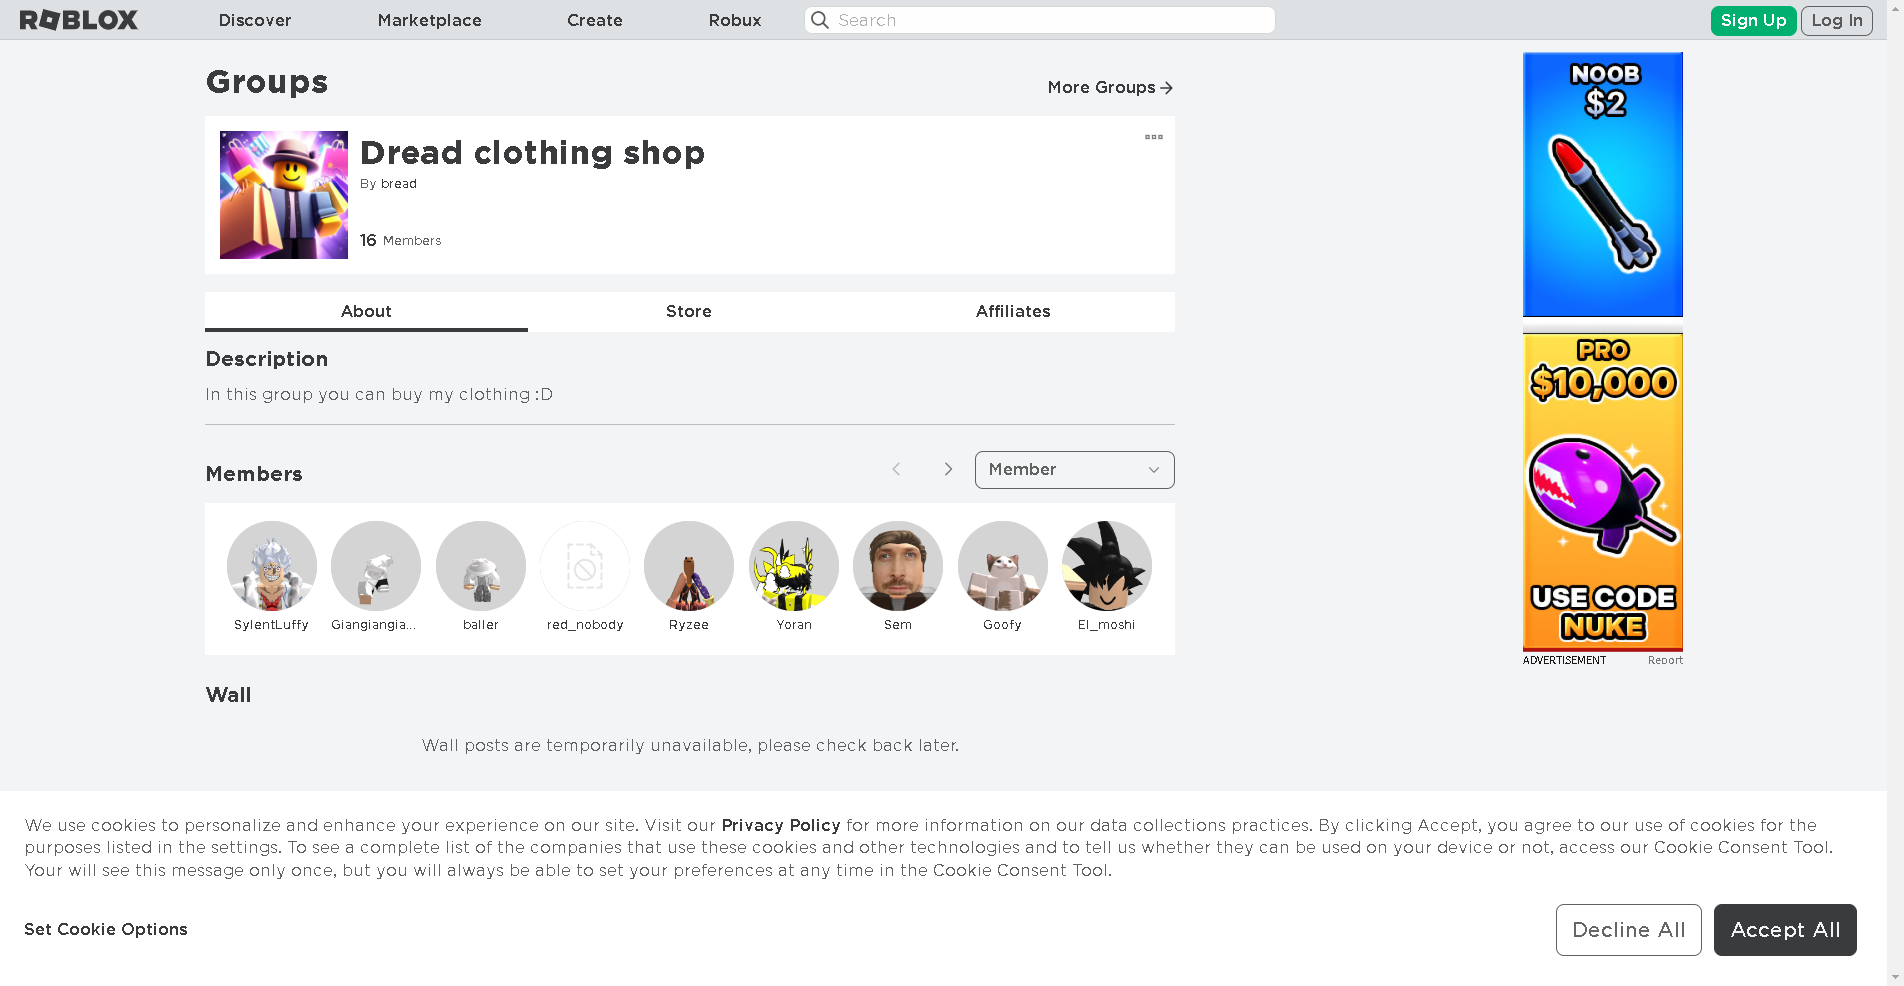 ROBLOX
Discover
Marketplace
Create
Robux
Search
Sign Up
Log In
Groups
More Groups
Dread clothing shop
By bread
16 Members
About
Store
Affiliates
Description
In this group you can buy my clothing :D
Members
Member
SylentLuffy
Giangiangia...
baller
red_nobody
Ryzee
Yoran
Sem
Goofy
El_moshi
Wall
Wall posts are temporarily unavailable, please check back later.
NOOB
$2
PRO
$10,000
USE CODE
NUKE
ADVERTISEMENT
Report
We use cookies to personalize and enhance your experience on our site. Visit our Privacy Policy for more information on our data collections practices. By clicking Accept, you agree to our use of cookies for the
purposes listed in the settings. To see a complete list of the companies that use these cookies and other technologies and to tell us whether they can be used on your device or not, access our Cookie Consent Tool.
Your will see this message only once, but you will always be able to set your preferences at any time in the Cookie Consent Tool.
Set Cookie Options
Decline All
Accept All